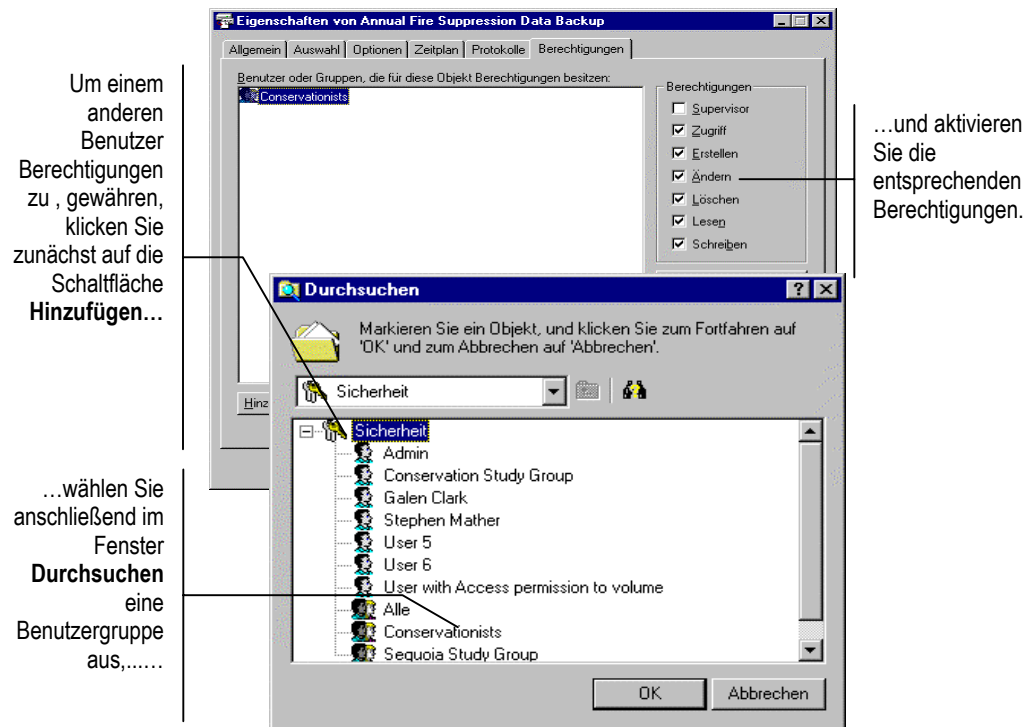 Eigenschaften von Annual Fire Suppression Data Backup
Allgemein Auswahl Optionen Zeitplan Protokolle Berechtigungen
Benutzer oder Gruppen, die für diese Objekt Berechtigungen besitzen:
Conservationists
Berechtigungen
Supervisor
Zugriff
Erstellen
Ändern
Löschen
Lesen
Schreiben
Um einem
anderen
Benutzer
Berechtigungen
zu , gewähren,
klicken Sie
zunächst auf die
Schaltfläche
Hinzufügen…
…und aktivieren
Sie die
entsprechenden
Berechtigungen.
Hinz
Durchsuchen
Markieren Sie ein Objekt, und klicken Sie zum Fortfahren auf
'OK' und zum Abbrechen auf 'Abbrechen'.
Sicherheit
Sicherheit
Admin
Conservation Study Group
Galen Clark
Stephen Mather
User 5
User 6
User with Access permission to volume
Alle
Conservationists
Sequoia Study Group
OK Abbrechen
…wählen Sie
anschließend im
Fenster
Durchsuchen
eine
Benutzergruppe
aus,...…